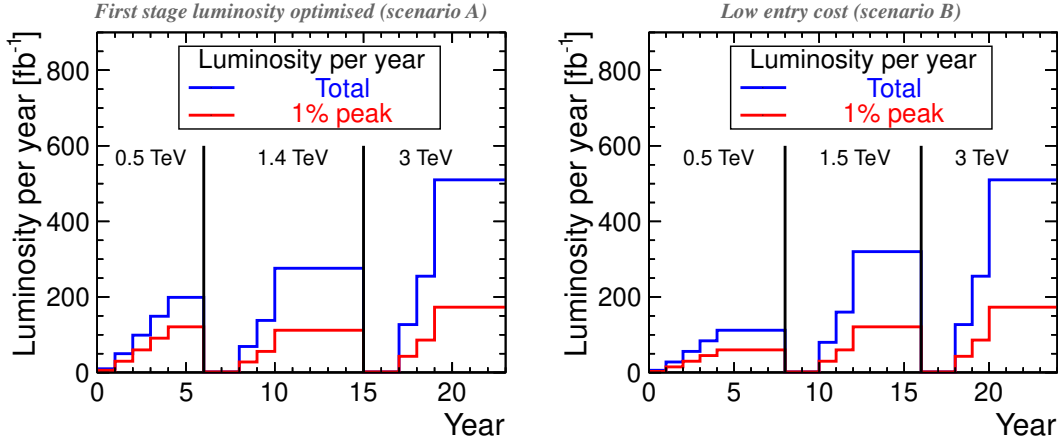 First stage luminosity optimised (scenario A)
Luminosity per year [fb⁻¹]
800
600
400
200
0
Luminosity per year
Total
1% peak
0.5 TeV
1.4 TeV
3 TeV
0 5 10 15 20
Year
Low entry cost (scenario B)
Luminosity per year [fb⁻¹]
800
600
400
200
0
Luminosity per year
Total
1% peak
0.5 TeV
1.5 TeV
3 TeV
0 5 10 15 20
Year